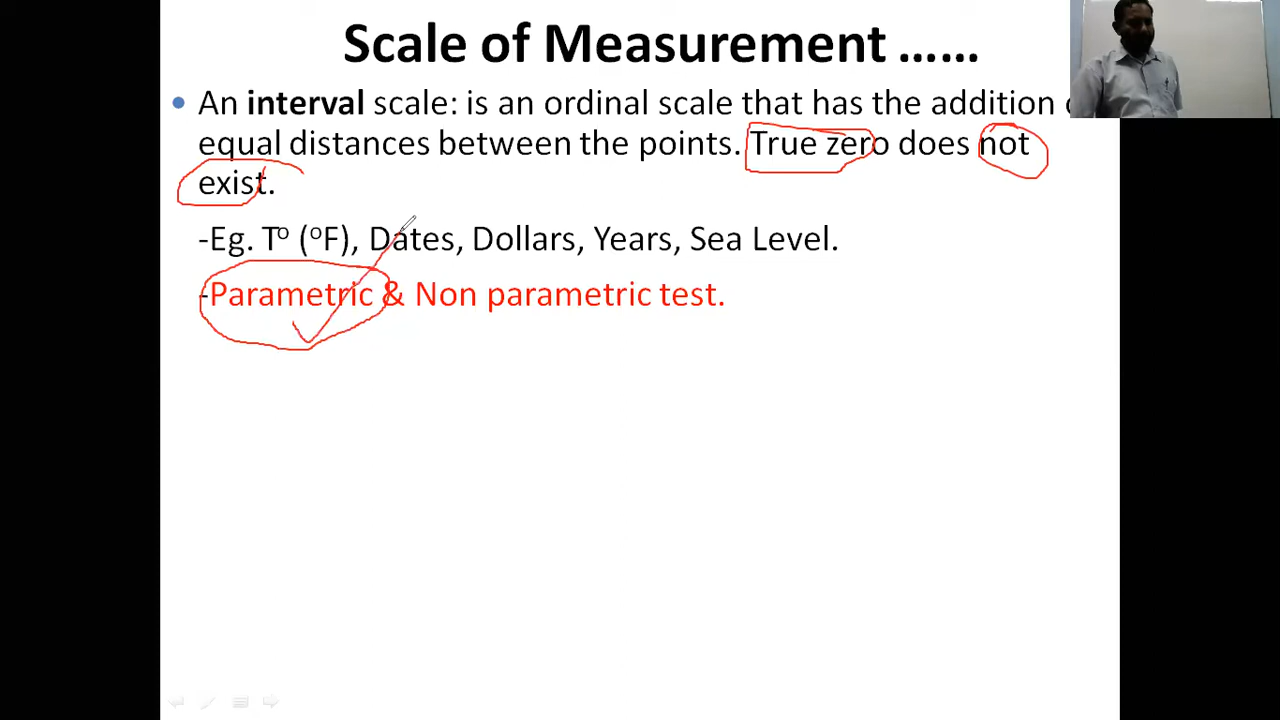 Scale of Measurement ......
• An interval scale: is an ordinal scale that has the addition
equal distances between the points. True zero does not
exist.
-Eg. Tº (ºF), Dates, Dollars, Years, Sea Level.
-Parametric & Non parametric test.